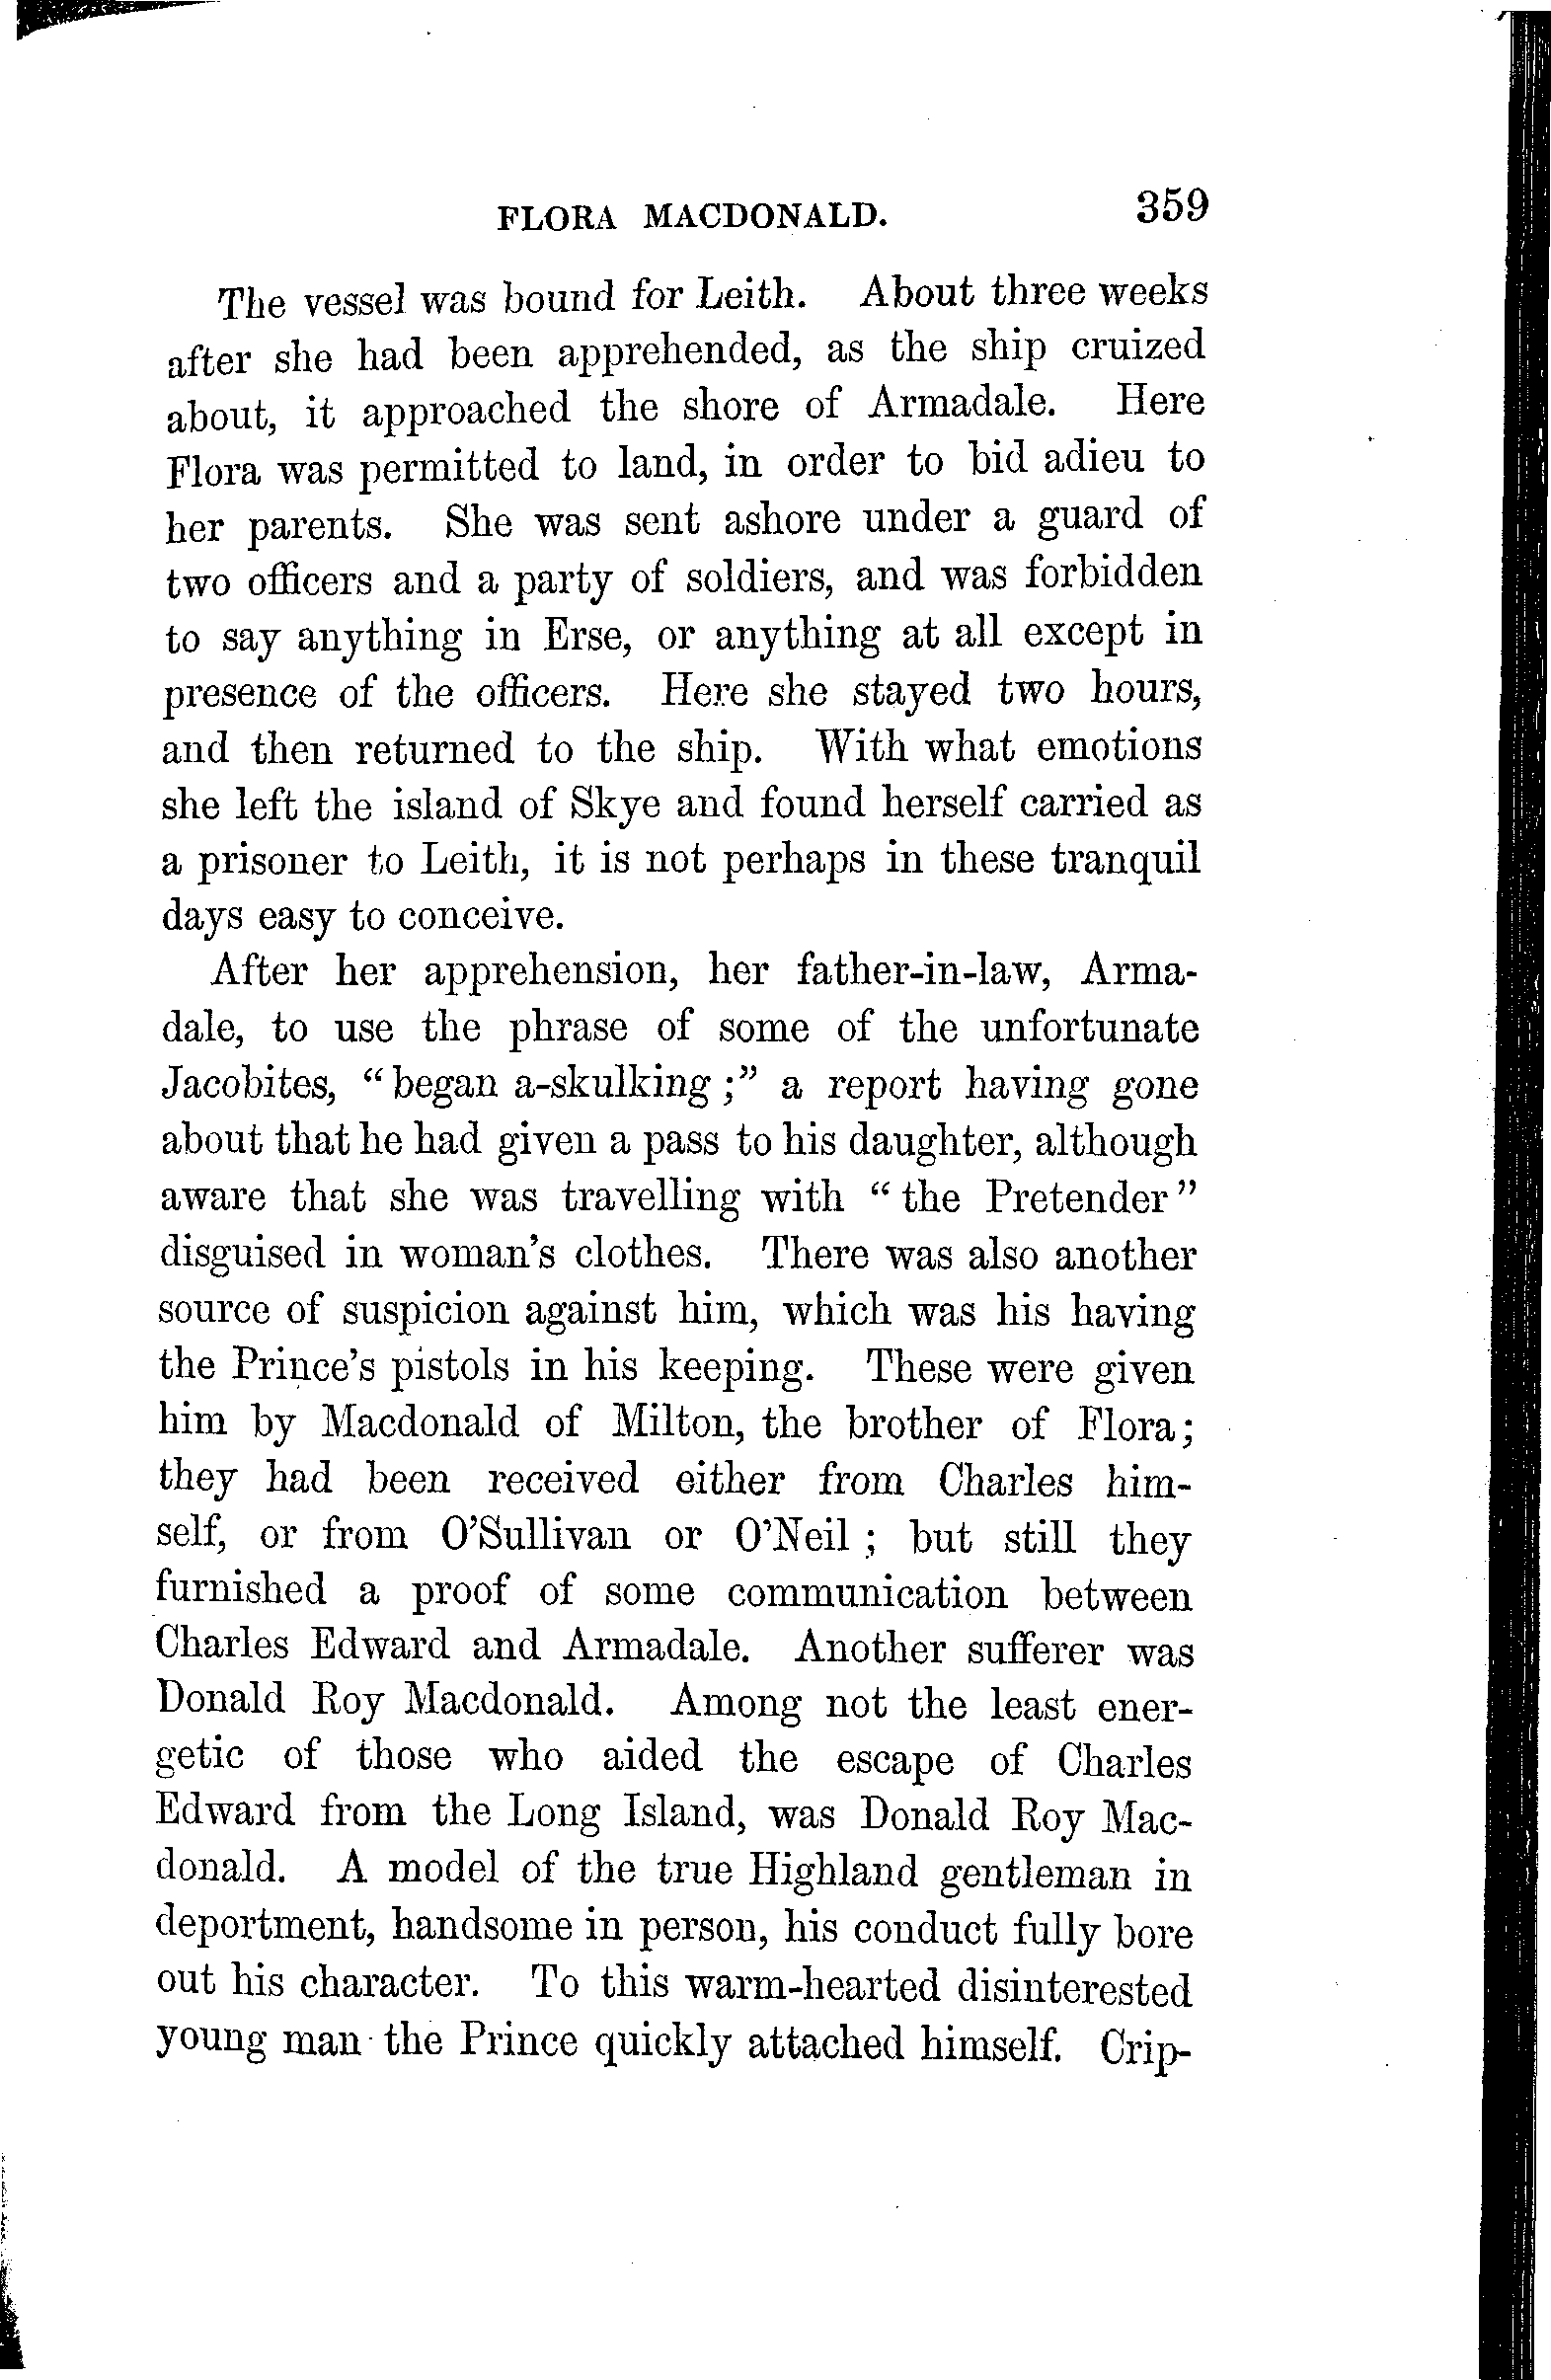 FLORA MACDONALD. 359
The vessel was bound for Leith. About three weeks
after she had been apprehended, as the ship cruized
about, it approached the shore of Armadale. Here
Flora was permitted to land, in order to bid adieu to
her parents. She was sent ashore under a guard of
two officers and a party of soldiers, and was forbidden
to say anything in Erse, or anything at all except in
presence of the officers. Here she stayed two hours,
and then returned to the ship. With what emotions
she left the island of Skye and found herself carried as
a prisoner to Leith, it is not perhaps in these tranquil
days easy to conceive.
After her apprehension, her father-in-law, Arma-
dale, to use the phrase of some of the unfortunate
Jacobites, “began a-skulking ;” a report having gone
about that he had given a pass to his daughter, although
aware that she was travelling with “the Pretender”
disguised in woman's clothes. There was also another
source of suspicion against him, which was his having
the Prince's pistols in his keeping. These were given
him by Macdonald of Milton, the brother of Flora;
they had been received either from Charles him-
self, or from O'Sullivan or O'Neil ; but still they
furnished a proof of some communication between
Charles Edward and Armadale. Another sufferer was
Donald Roy Macdonald. Among not the least ener-
getic of those who aided the escape of Charles
Edward from the Long Island, was Donald Roy Mac-
donald. A model of the true Highland gentleman in
deportment, handsome in person, his conduct fully bore
out his character. To this warm-hearted disinterested
young man the Prince quickly attached himself. Crip-